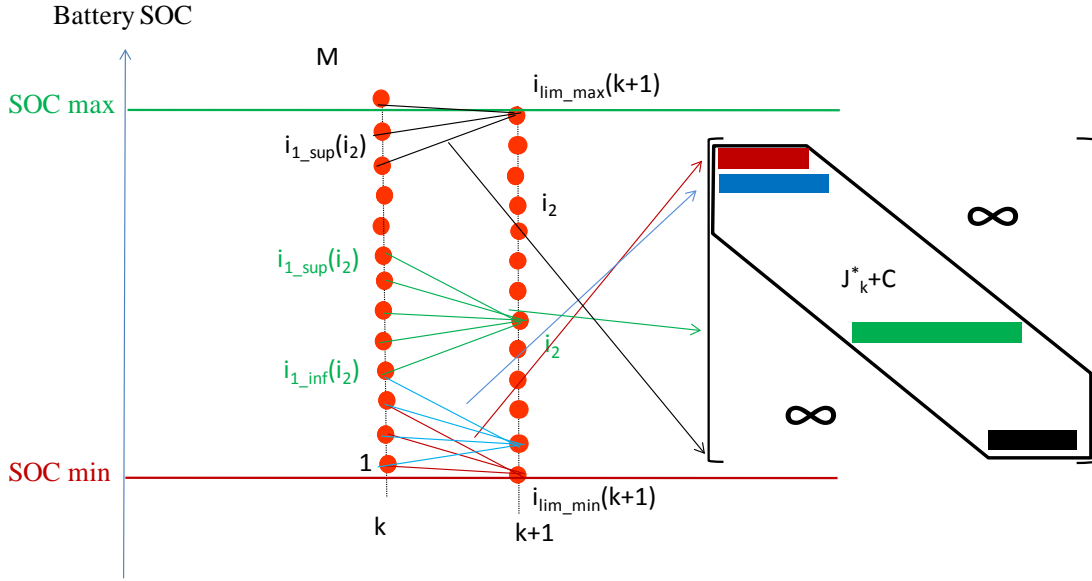 Battery SOC
M
i_lim_max(k+1)
SOC max
i_1_sup(i_2)
i_2
∞
i_1_sup(i_2)
J*_k+C
i_2
i_1_inf(i_2)
∞
1
SOC min
i_lim_min(k+1)
k
k+1